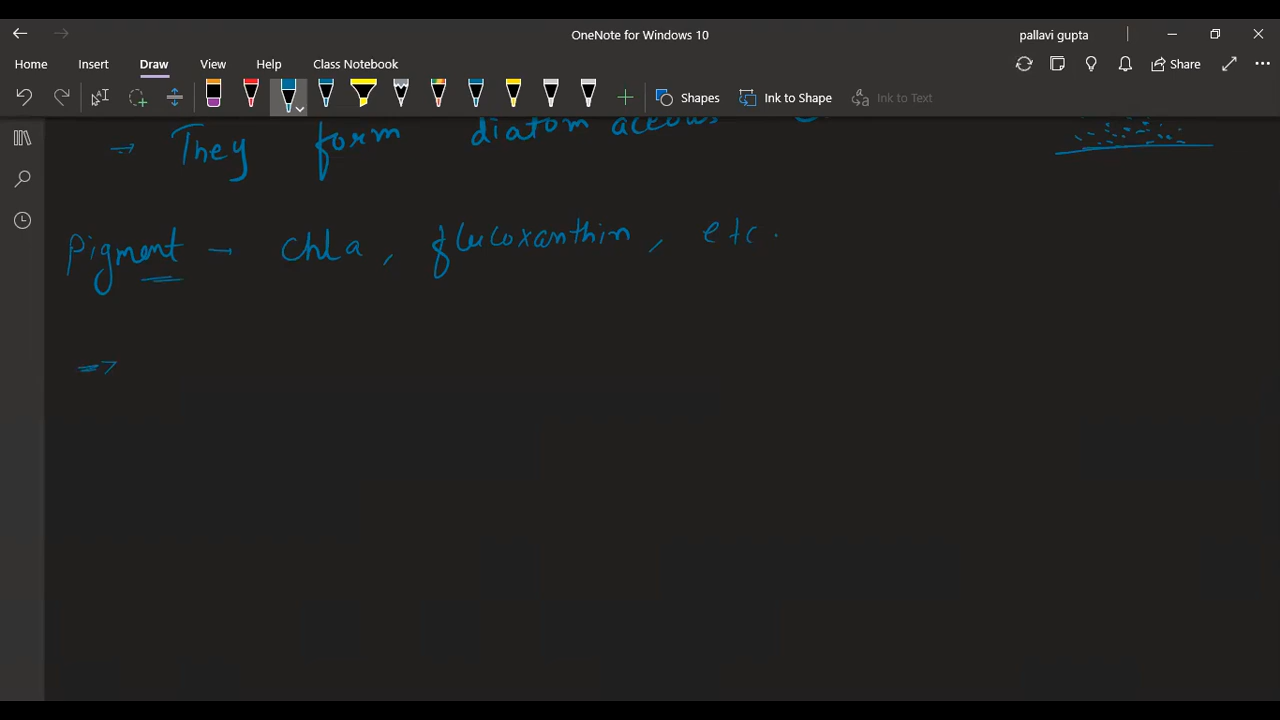 OneNote for Windows 10
pallavi gupta
Home Insert Draw View Help Class Notebook
Share
Shapes Ink to Shape Ink to Text
→ They form diatomaceous
Pigment → Chl a, flucoxanthin, etc.
⇒